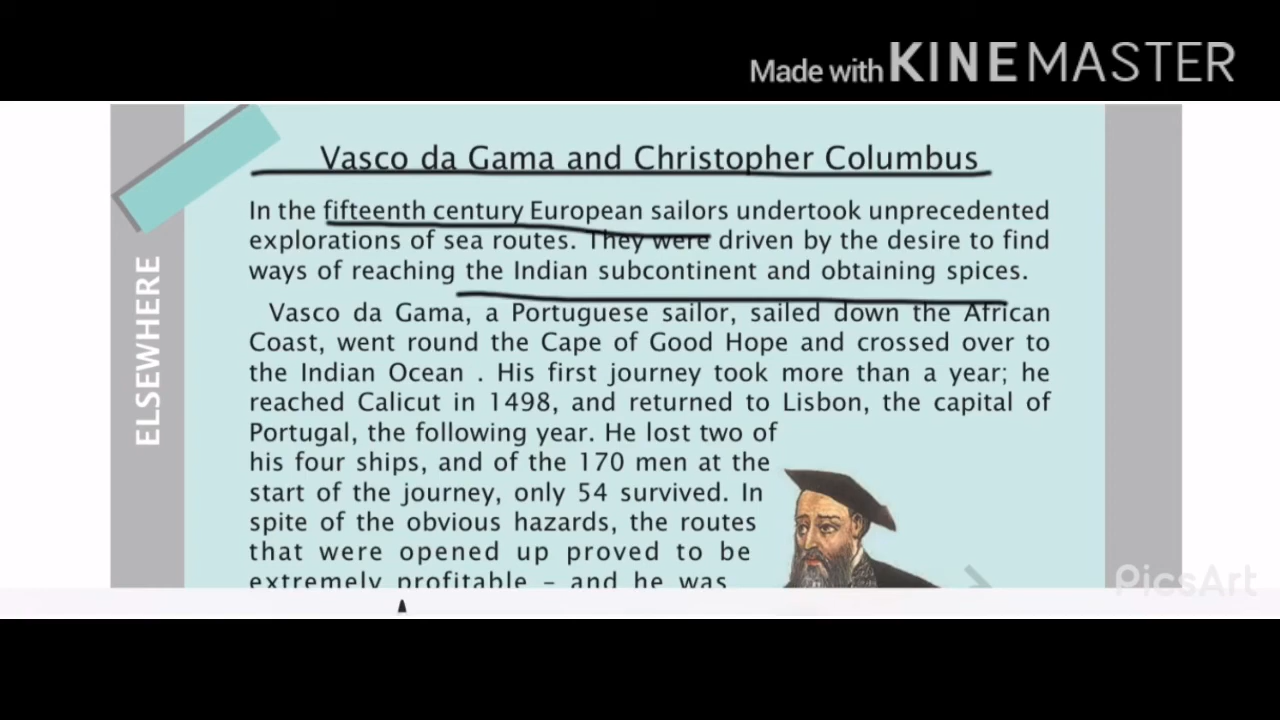 Made with KINEMASTER
Vasco da Gama and Christopher Columbus
In the fifteenth century European sailors undertook unprecedented
explorations of sea routes. They were driven by the desire to find
ways of reaching the Indian subcontinent and obtaining spices.
Vasco da Gama, a Portuguese sailor, sailed down the African
Coast, went round the Cape of Good Hope and crossed over to
the Indian Ocean . His first journey took more than a year; he
reached Calicut in 1498, and returned to Lisbon, the capital of
Portugal, the following year. He lost two of
his four ships, and of the 170 men at the
start of the journey, only 54 survived. In
spite of the obvious hazards, the routes
that were opened up proved to be
extremely profitable – and he was
ELSEWHERE
PicsArt